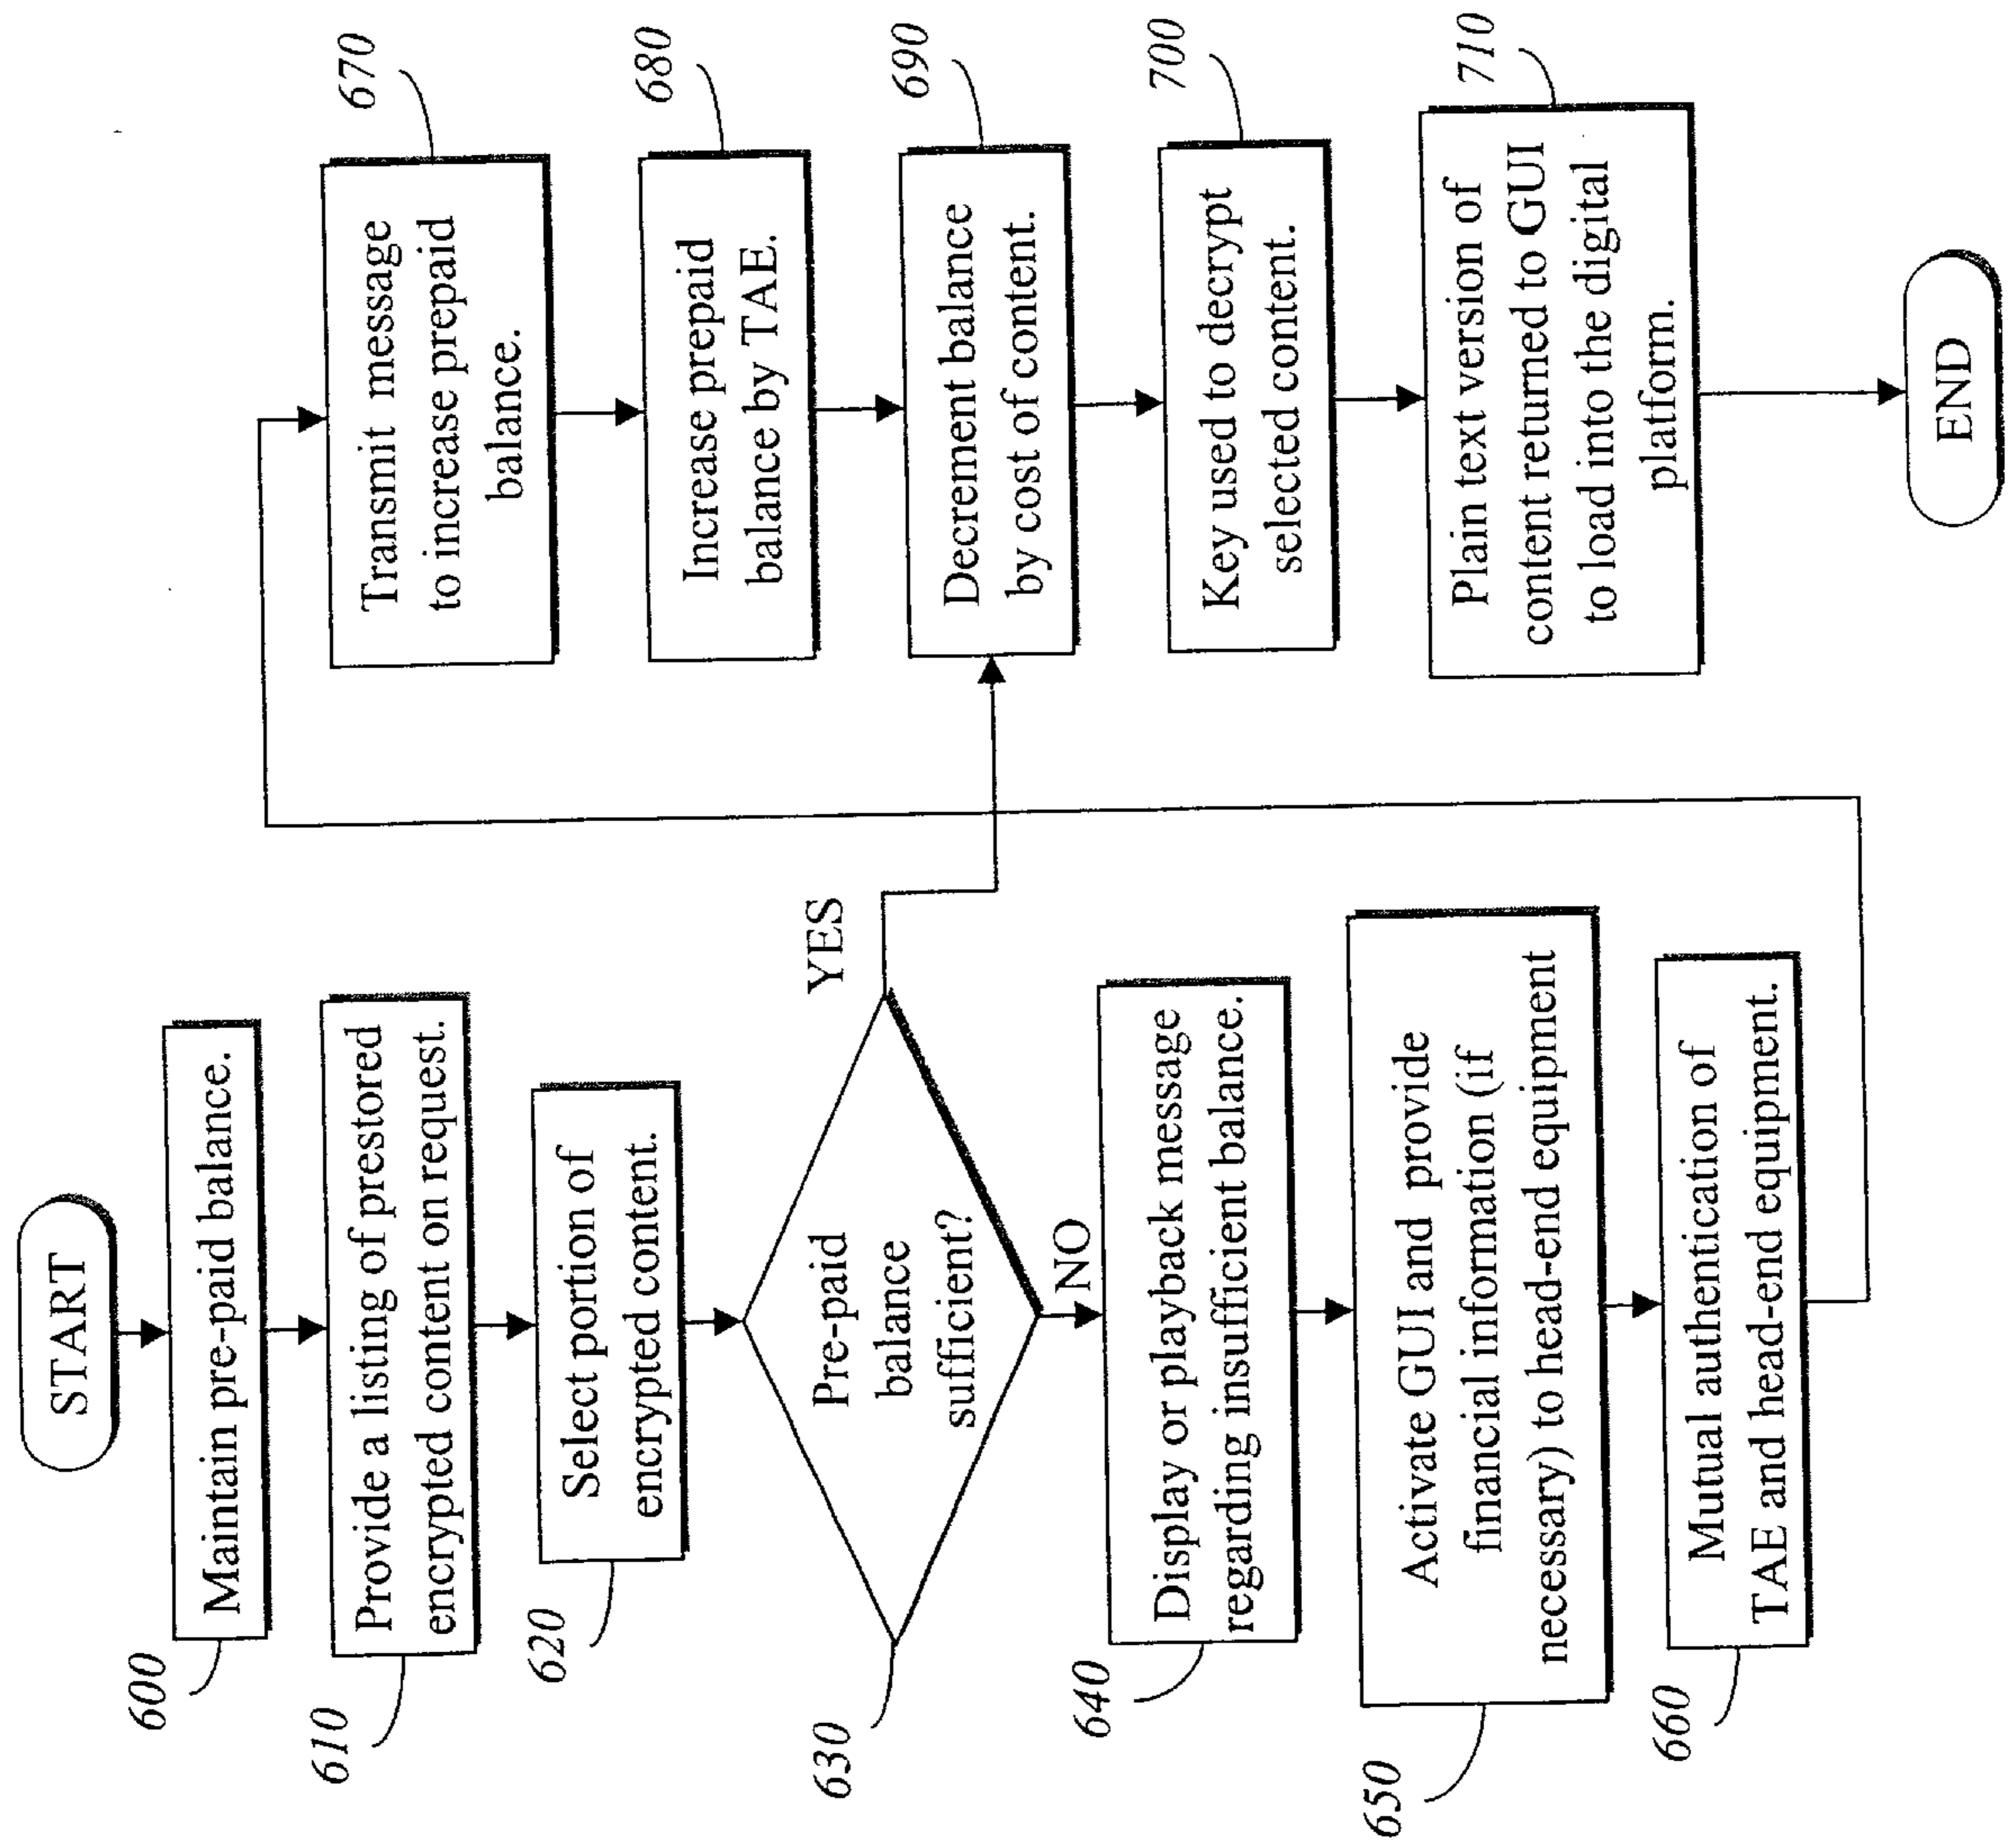 START
600
Maintain pre-paid balance.
610
Provide a listing of prestored
encrypted content on request.
620
Select portion of
encrypted content.
630
Pre-paid
balance
sufficient?
YES
NO
640
Display or playback message
regarding insufficient balance.
650
Activate GUI and provide
financial information (if
necessary) to head-end equipment
660
Mutual authentication of
TAE and head-end equipment.
670
Transmit message
to increase prepaid
balance.
680
Increase prepaid
balance by TAE.
690
Decrement balance
by cost of content.
700
Key used to decrypt
selected content.
710
Plain text version of
content returned to GUI
to load into the digital
platform.
END